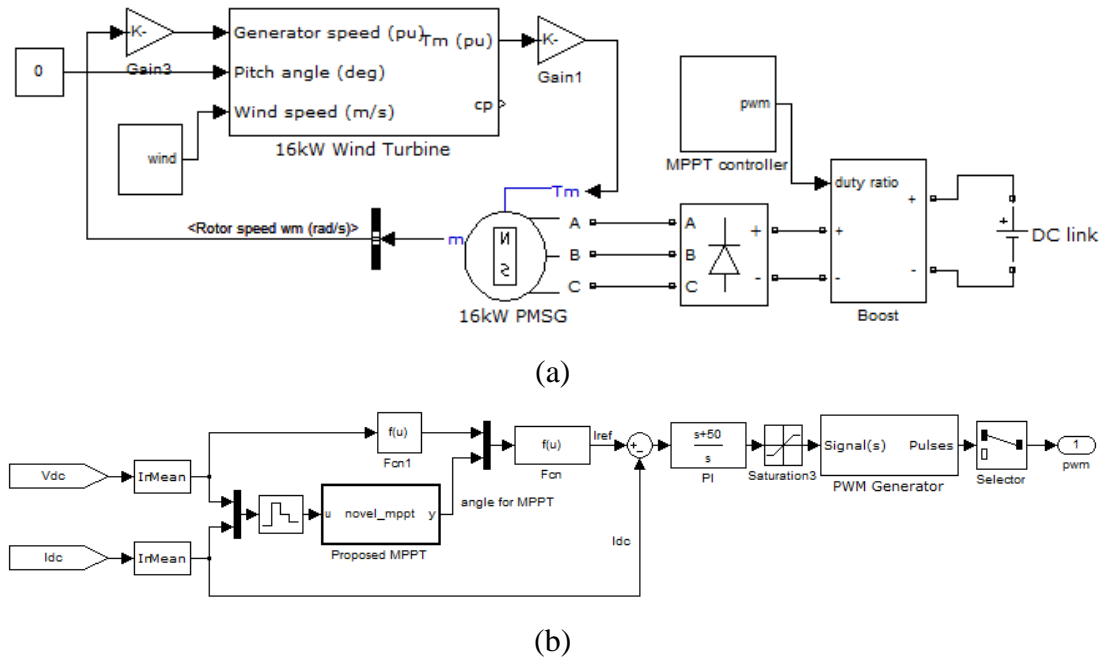 K-
Gain3
0
Generator speed (pu)
Tm (pu)
Pitch angle (deg)
Wind speed (m/s)
cp
16kW Wind Turbine
K-
Gain1
wind
pwm
MPPT controller
duty ratio
+
-
+
-
Boost
+
DC link
<Rotor speed wm (rad/s)>
m
Tm
N
S
A
B
C
16kW PMSG
A
B
C
+
-
(a)
Vdc
InMean
Idc
InMean
f(u)
Fcn1
u
novel_mppt
y
Proposed MPPT
angle for MPPT
f(u)
Fcn
Iref
+
-
Idc
s+50
s
PI
Saturation3
Signal(s)
Pulses
PWM Generator
Selector
1
pwm
(b)